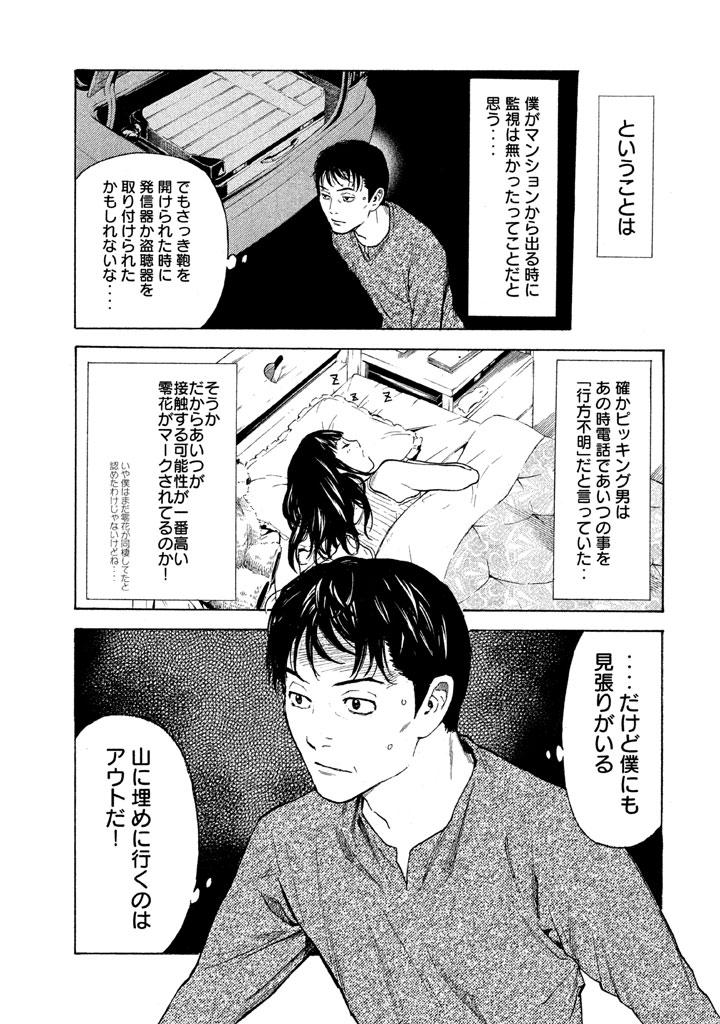 ということは
僕がマンションから出る時に
監視は無かったってことだと
思う‥‥
でもさっき鞄を
開けられた時に
発信器か盗聴器を
取り付けられた
かもしれないな‥‥
確かピッキング男は
あの時電話であいつの事を
「行方不明」だと言っていた‥
z
z
z
そうか
だからあいつが
接触する可能性が一番高い
零花がマークされてるのか！
いや僕はまだ零花が同棲してたと
認めたわけじゃないけどね‥‥
‥‥だけど僕にも
見張りがいる
山に埋めに行くのは
アウトだ！